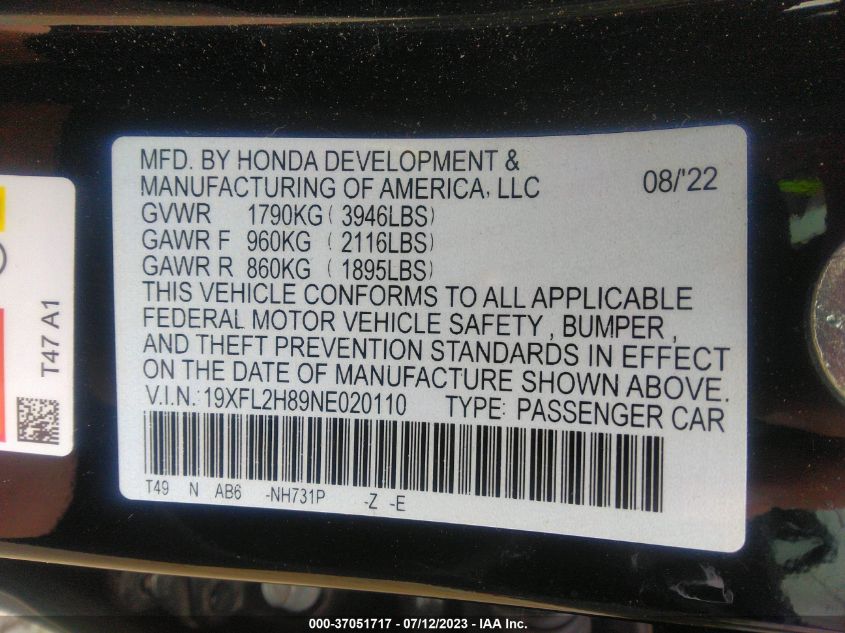 MFD. BY HONDA DEVELOPMENT &
MANUFACTURING OF AMERICA, LLC 08/'22
GVWR 1790KG ( 3946LBS)
GAWR F 960KG ( 2116LBS)
GAWR R 860KG ( 1895LBS)
THIS VEHICLE CONFORMS TO ALL APPLICABLE
FEDERAL MOTOR VEHICLE SAFETY , BUMPER ,
AND THEFT PREVENTION STANDARDS IN EFFECT
ON THE DATE OF MANUFACTURE SHOWN ABOVE.
V.I.N. 19XFL2H89NE020110 TYPE: PASSENGER CAR
T49 N AB6 -NH731P -Z -E
T47 A1
000-37051717 - 07/12/2023 - IAA Inc.